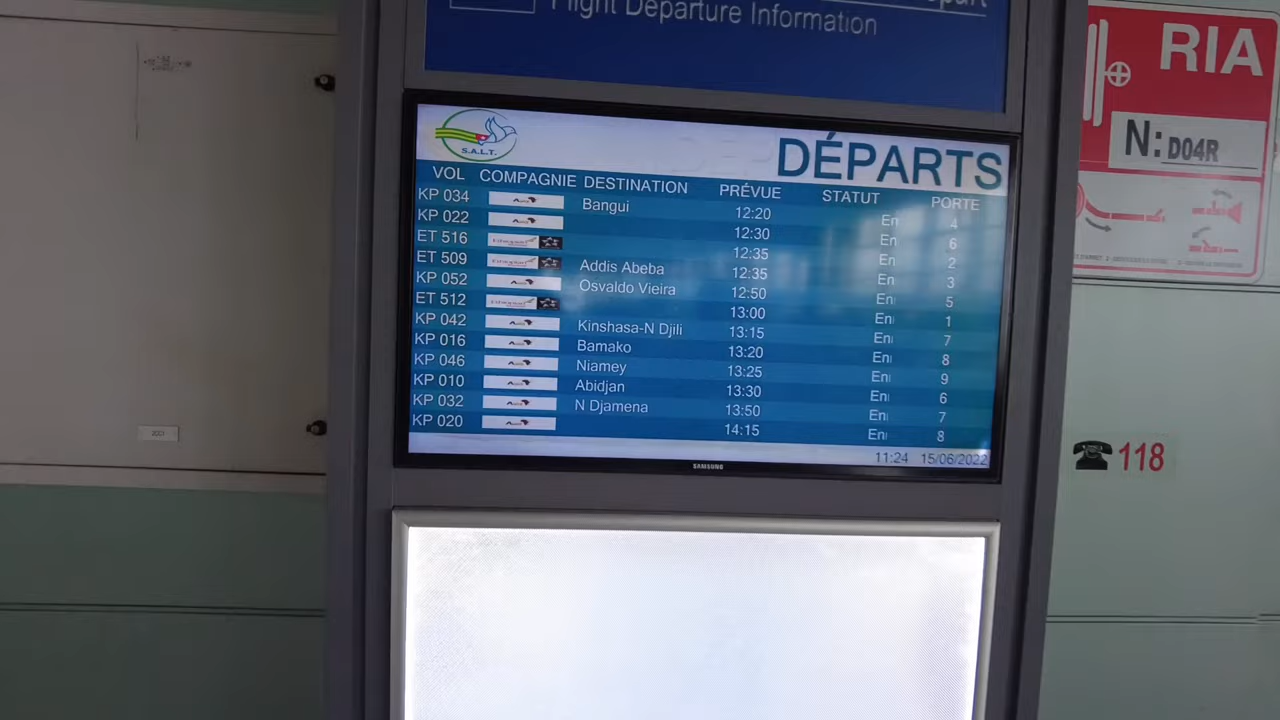 Flight Departure Information
S.A.L.T.
DÉPARTS
VOL COMPAGNIE DESTINATION PRÉVUE STATUT PORTE
KP 034 Bangui 12:20 En 4
KP 022 12:30 En 6
ET 516 Ethiopian 12:35 En 2
ET 509 Ethiopian Addis Abeba 12:35 En 3
KP 052 Osvaldo Vieira 12:50 En 5
ET 512 Ethiopian 13:00 En 1
KP 042 Kinshasa-N Djili 13:15 En 7
KP 016 Bamako 13:20 En 8
KP 046 Niamey 13:25 En 9
KP 010 Abidjan 13:30 En 6
KP 032 N Djamena 13:50 En 7
KP 020 14:15 En 8
11:24 15/06/2022
SAMSUNG
RIA
N: D04R
118